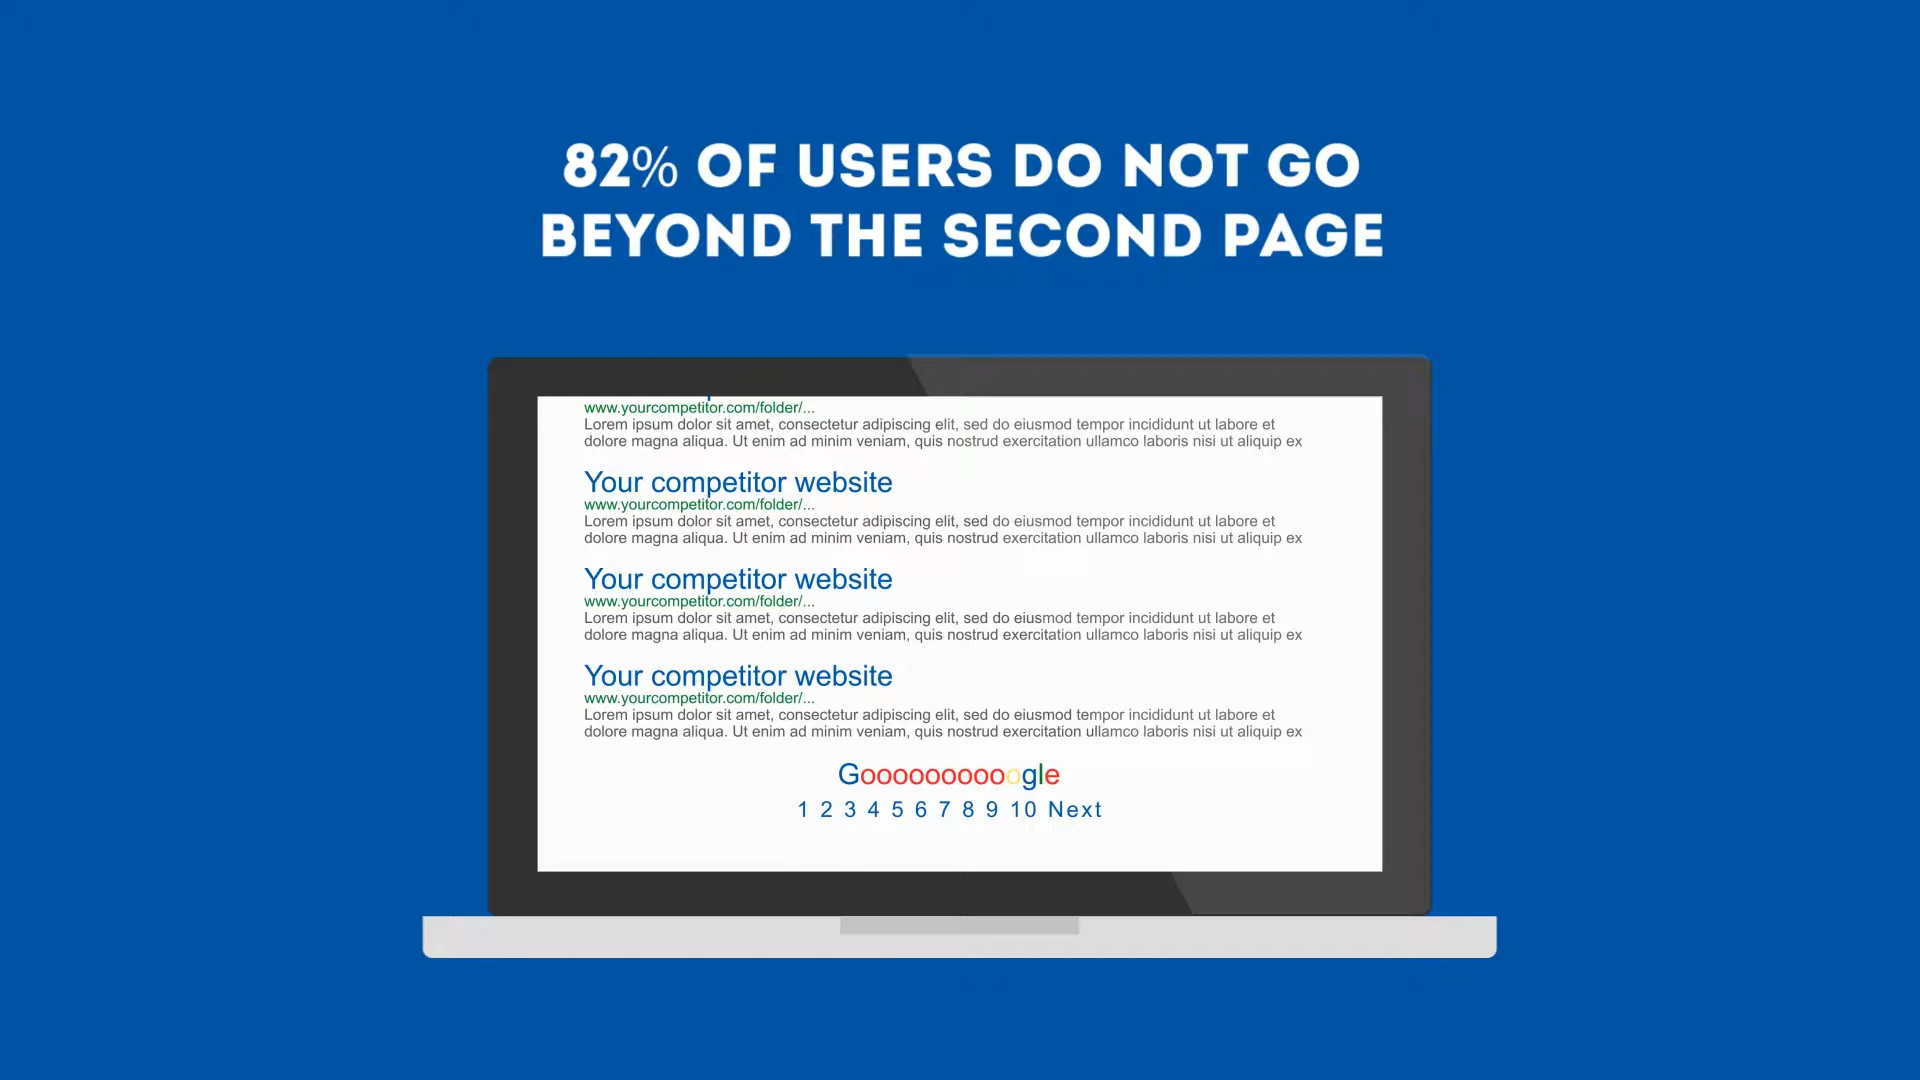 82% OF USERS DO NOT GO
BEYOND THE SECOND PAGE
www.yourcompetitor.com/folder/...
Lorem ipsum dolor sit amet, consectetur adipiscing elit, sed do eiusmod tempor incididunt ut labore et
dolore magna aliqua. Ut enim ad minim veniam, quis nostrud exercitation ullamco laboris nisi ut aliquip ex
Your competitor website
www.yourcompetitor.com/folder/...
Lorem ipsum dolor sit amet, consectetur adipiscing elit, sed do eiusmod tempor incididunt ut labore et
dolore magna aliqua. Ut enim ad minim veniam, quis nostrud exercitation ullamco laboris nisi ut aliquip ex
Your competitor website
www.yourcompetitor.com/folder/...
Lorem ipsum dolor sit amet, consectetur adipiscing elit, sed do eiusmod tempor incididunt ut labore et
dolore magna aliqua. Ut enim ad minim veniam, quis nostrud exercitation ullamco laboris nisi ut aliquip ex
Your competitor website
www.yourcompetitor.com/folder/...
Lorem ipsum dolor sit amet, consectetur adipiscing elit, sed do eiusmod tempor incididunt ut labore et
dolore magna aliqua. Ut enim ad minim veniam, quis nostrud exercitation ullamco laboris nisi ut aliquip ex
Goooooooooogle
1 2 3 4 5 6 7 8 9 10 Next